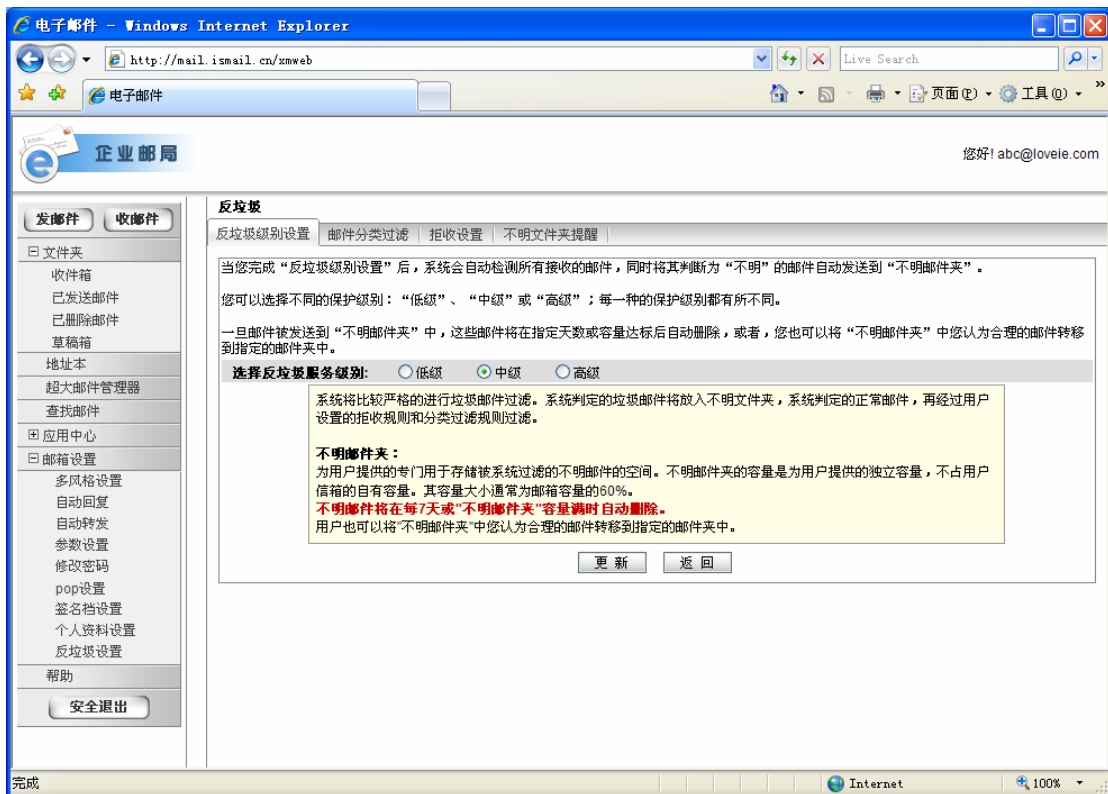 电子邮件 - Windows Internet Explorer
http://mail.ismail.cn/xmweb
Live Search
电子邮件
页面(P)
工具(O)
企业邮局
您好! abc@loveie.com
发邮件 收邮件
文件夹
收件箱
已发送邮件
已删除邮件
草稿箱
地址本
超大邮件管理器
查找邮件
应用中心
邮箱设置
多风格设置
自动回复
自动转发
参数设置
修改密码
pop设置
签名档设置
个人资料设置
反垃圾设置
帮助
安全退出
反垃圾
反垃圾级别设置 邮件分类过滤 拒收设置 不明文件夹提醒
当您完成“反垃圾级别设置”后，系统会自动检测所有接收的邮件，同时将其判断为“不明”的邮件自动发送到“不明邮件夹”。
您可以选择不同的保护级别：“低级”、“中级”或“高级”；每一种的保护级别都有所不同。
一旦邮件被发送到“不明邮件夹”中，这些邮件将在指定天数或容量达标后自动删除，或者，您也可以将“不明邮件夹”中您认为合理的邮件转移
到指定的邮件夹中。
选择反垃圾服务级别: 低级 中级 高级
系统将比较严格的进行垃圾邮件过滤。系统判定的垃圾邮件将放入不明文件夹，系统判定的正常邮件，再经过用户
设置的拒收规则和分类过滤规则过滤。
不明邮件夹：
为用户提供的专门用于存储被系统过滤的不明邮件的空间。不明邮件夹的容量是为用户提供的独立容量，不占用户
信箱的自有容量。其容量大小通常为邮箱容量的60%。
不明邮件将在每7天或"不明邮件夹"容量满时自动删除。
用户也可以将"不明邮件夹"中您认为合理的邮件转移到指定的邮件夹中。
更新 返回
完成
Internet
100%